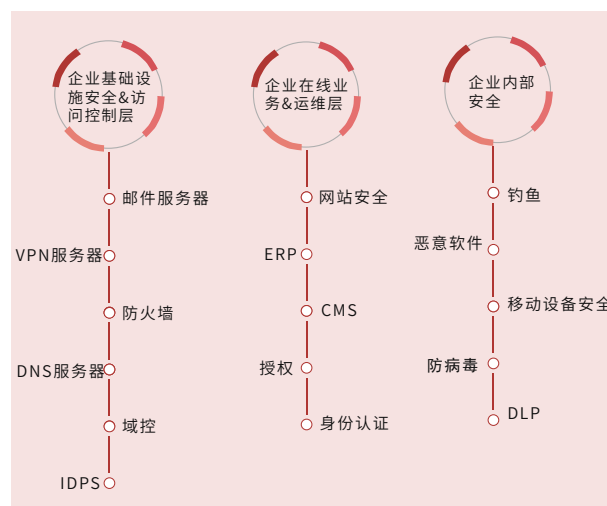 企业基础设
施安全&访
问控制层
邮件服务器
VPN服务器
防火墙
DNS服务器
域控
IDPS
企业在线业
务&运维层
网站安全
ERP
CMS
授权
身份认证
企业内部
安全
钓鱼
恶意软件
移动设备安全
防病毒
DLP